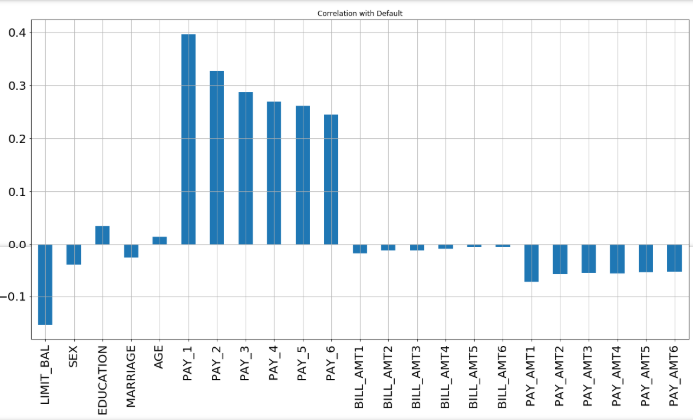 Correlation with Default
0.4
0.3
0.2
0.1
0.0
−0.1
LIMIT_BAL
SEX
EDUCATION
MARRIAGE
AGE
PAY_1
PAY_2
PAY_3
PAY_4
PAY_5
PAY_6
BILL_AMT1
BILL_AMT2
BILL_AMT3
BILL_AMT4
BILL_AMT5
BILL_AMT6
PAY_AMT1
PAY_AMT2
PAY_AMT3
PAY_AMT4
PAY_AMT5
PAY_AMT6